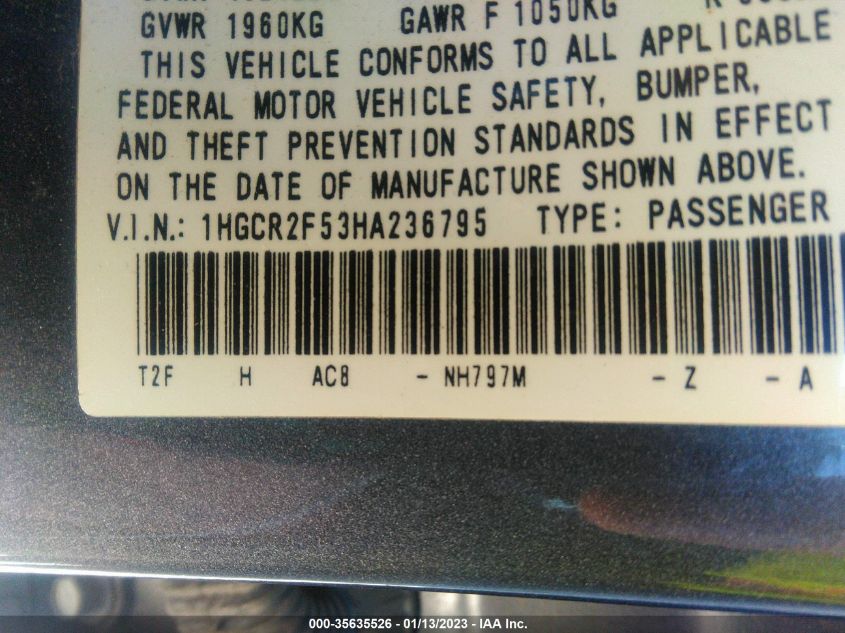 GVWR 1960KG GAWR F 1050KG
THIS VEHICLE CONFORMS TO ALL APPLICABLE
FEDERAL MOTOR VEHICLE SAFETY, BUMPER,
AND THEFT PREVENTION STANDARDS IN EFFECT
ON THE DATE OF MANUFACTURE SHOWN ABOVE.
V.I.N.: 1HGCR2F53HA236795 TYPE: PASSENGER
T2F H AC8 - NH797M - Z - A
000-35635526 - 01/13/2023 - IAA Inc.